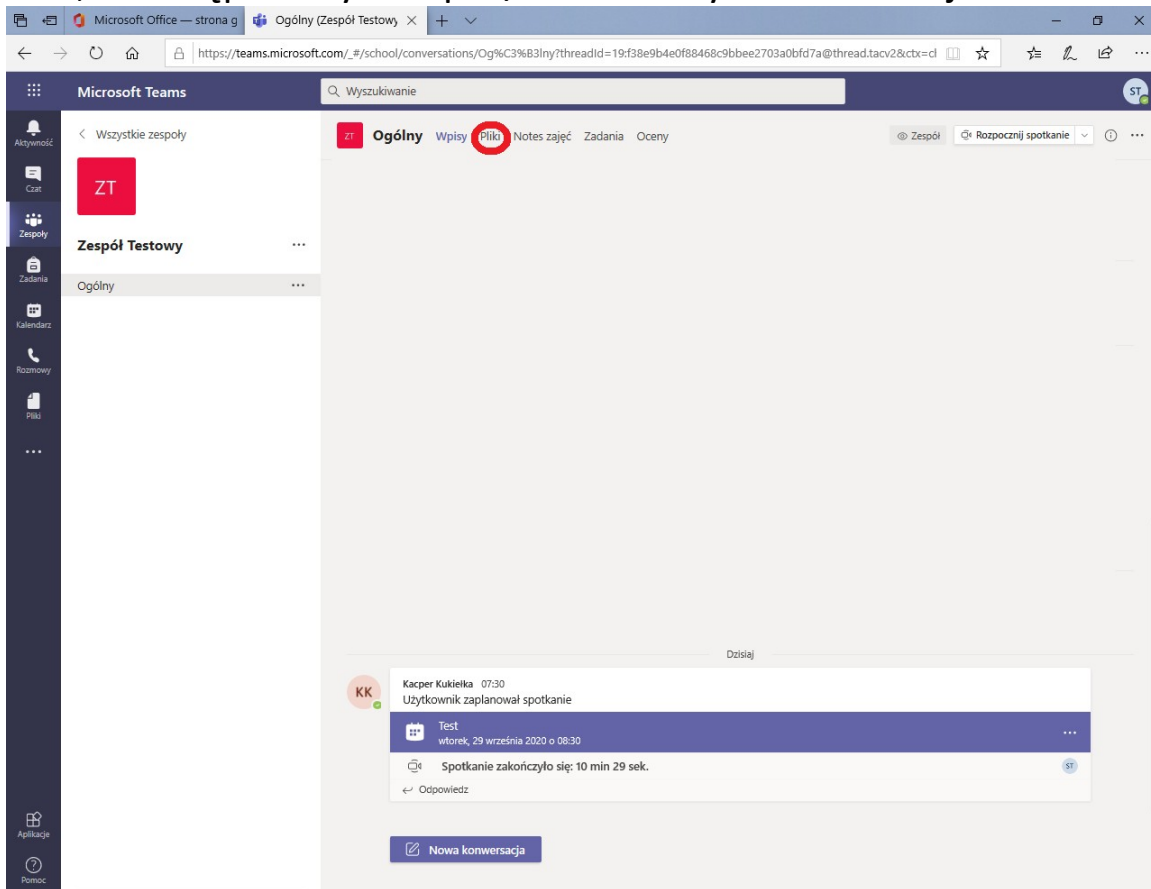 Microsoft Office — strona g
Ogólny (Zespół Testowy
https://teams.microsoft.com/_#/school/conversations/Og%C3%B3lny?threadId=19:f38e9b4e0f88468c9bbee2703a0bfd7a@thread.tacv2&ctx=cl
Microsoft Teams
Wyszukiwanie
ST
Aktywność
Czat
Zespoły
Zadania
Kalendarz
Rozmowy
Pliki
Aplikacje
Pomoc
Wszystkie zespoły
ZT
Zespół Testowy
Ogólny
ZT Ogólny Wpisy Pliki Notes zajęć Zadania Oceny
Zespół Rozpocznij spotkanie
Dzisiaj
KK
Kacper Kukiełka 07:30
Użytkownik zaplanował spotkanie
Test
wtorek, 29 września 2020 o 08:30
Spotkanie zakończyło się: 10 min 29 sek.
ST
Odpowiedz
Nowa konwersacja